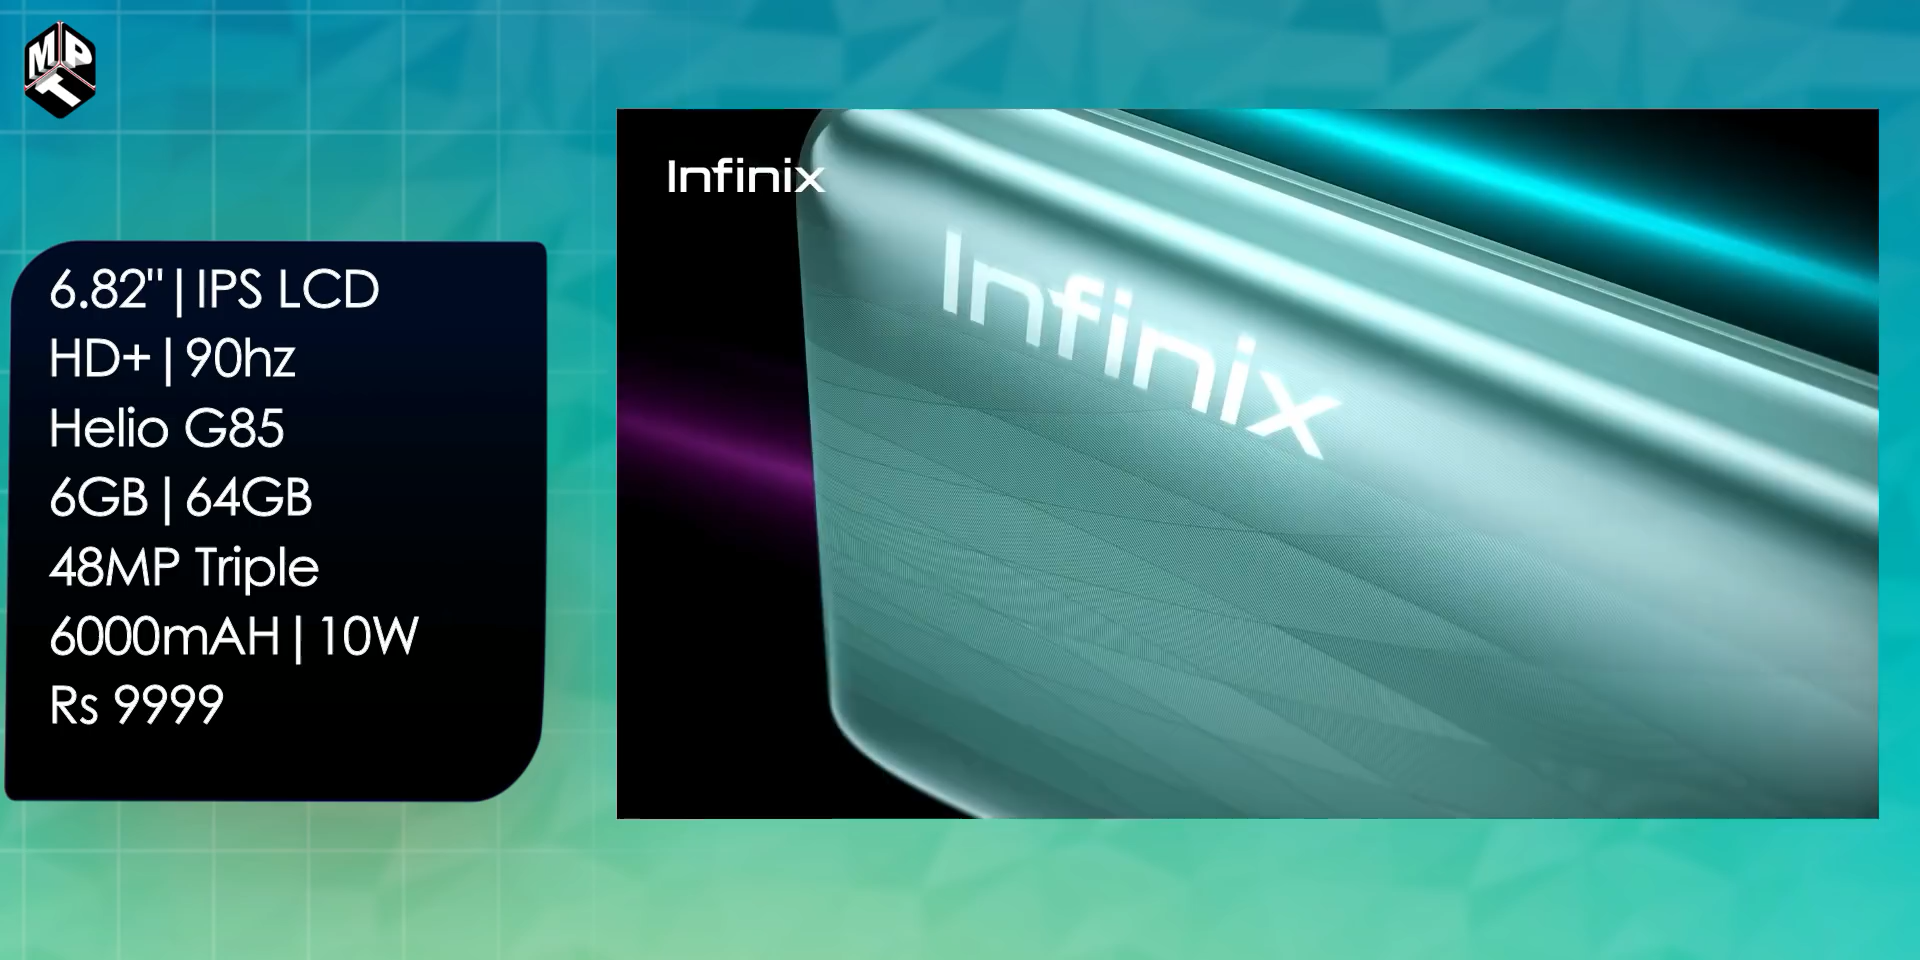 MPT
6.82"|IPS LCD
HD+|90hz
Helio G85
6GB|64GB
48MP Triple
6000mAH|10W
Rs 9999
Infinix
Infinix